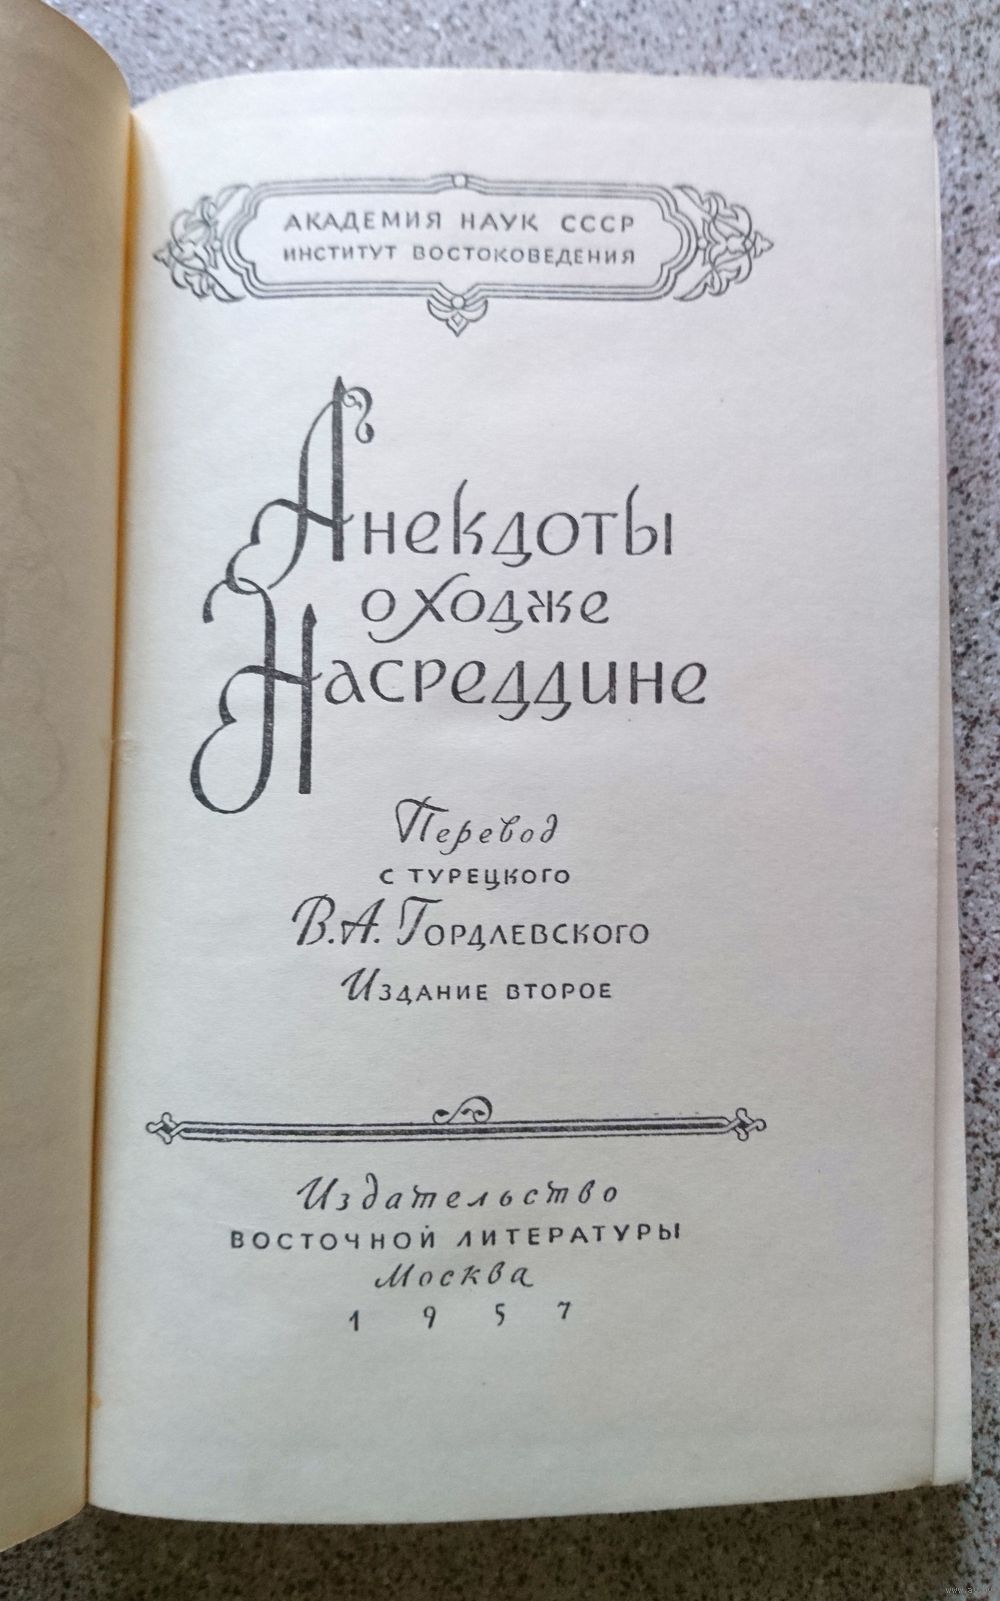 АКАДЕМИЯ НАУК СССР
ИНСТИТУТ ВОСТОКОВЕДЕНИЯ
Анекдоты
о ходже
Насреддине
Перевод
С ТУРЕЦКОГО
В.А. ГОРДЛЕВСКОГО
ИЗДАНИЕ ВТОРОЕ
Издательство
ВОСТОЧНОЙ ЛИТЕРАТУРЫ
Москва
1957